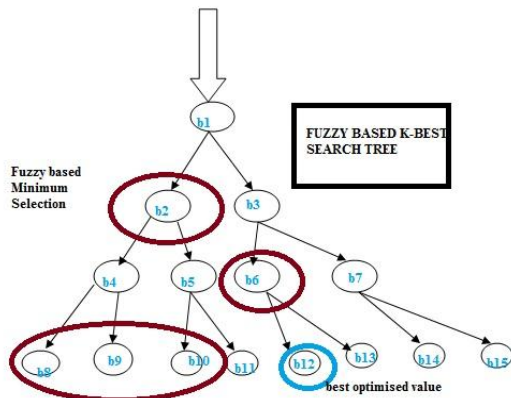 b1
FUZZY BASED K-BEST
SEARCH TREE
Fuzzy based
Minimum
Selection
b2
b3
b4
b5
b6
b7
b8
b9
b10
b11
b12
b13
b14
b15
best optimised value